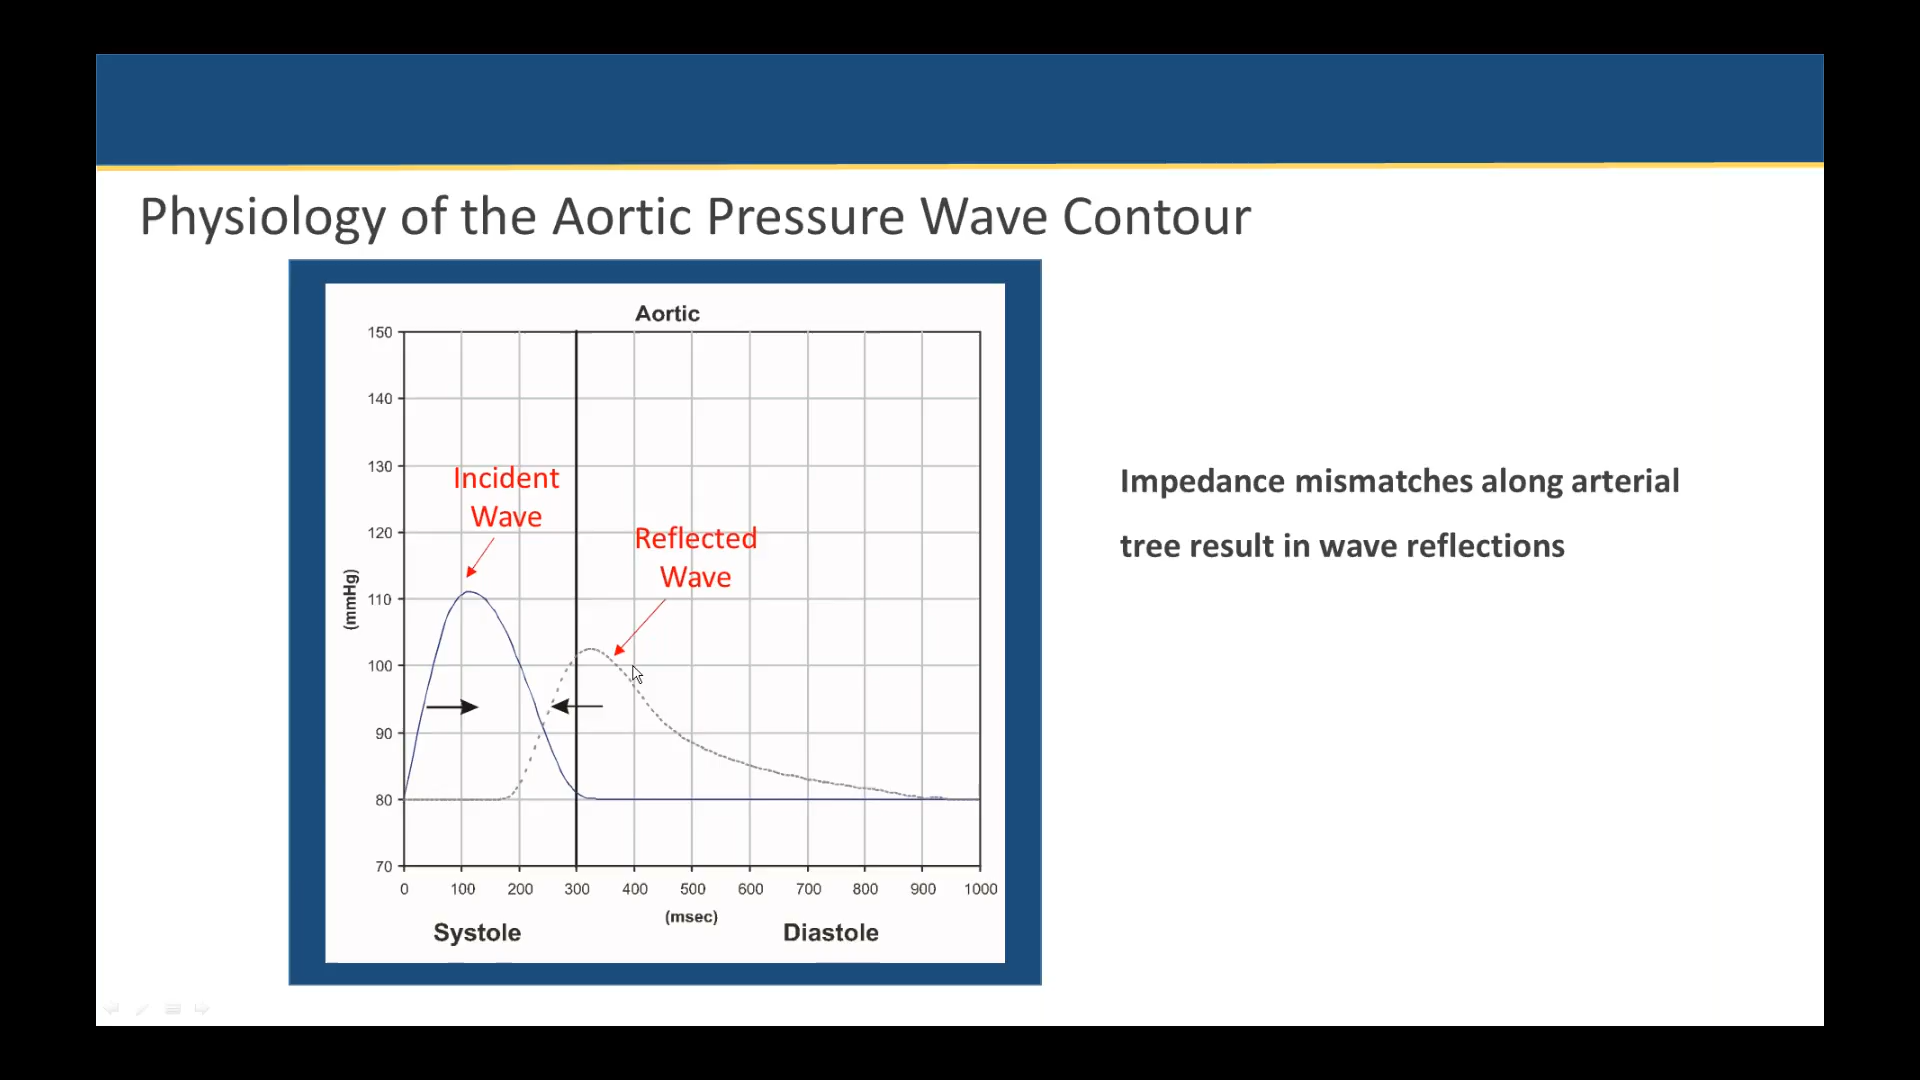 Physiology of the Aortic Pressure Wave Contour
Aortic
150
140
130
120
110
100
90
80
70
(mmHg)
Incident
Wave
Reflected
Wave
0 100 200 300 400 500 600 700 800 900 1000
(msec)
Systole Diastole
Impedance mismatches along arterial
tree result in wave reflections